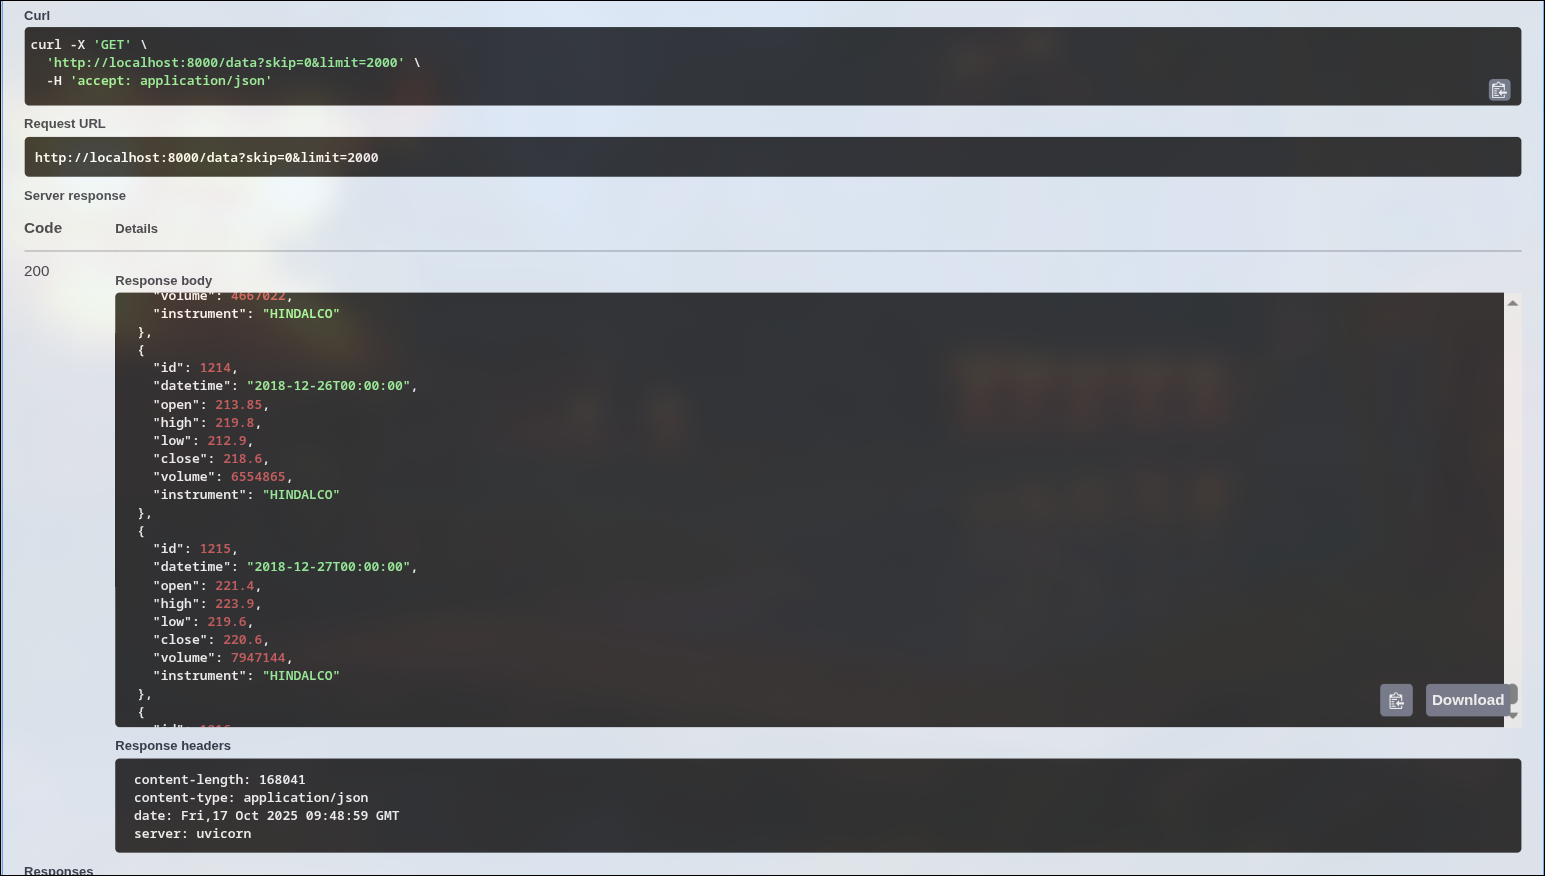 Curl
curl -X 'GET' \
'http://localhost:8000/data?skip=0&limit=2000' \
-H 'accept: application/json'
Request URL
http://localhost:8000/data?skip=0&limit=2000
Server response
Code Details
200
Response body
"volume": 4667022,
"instrument": "HINDALCO"
},
{
"id": 1214,
"datetime": "2018-12-26T00:00:00",
"open": 213.85,
"high": 219.8,
"low": 212.9,
"close": 218.6,
"volume": 6554865,
"instrument": "HINDALCO"
},
{
"id": 1215,
"datetime": "2018-12-27T00:00:00",
"open": 221.4,
"high": 223.9,
"low": 219.6,
"close": 220.6,
"volume": 7947144,
"instrument": "HINDALCO"
},
{
Download
Response headers
content-length: 168041
content-type: application/json
date: Fri,17 Oct 2025 09:48:59 GMT
server: uvicorn
Responses